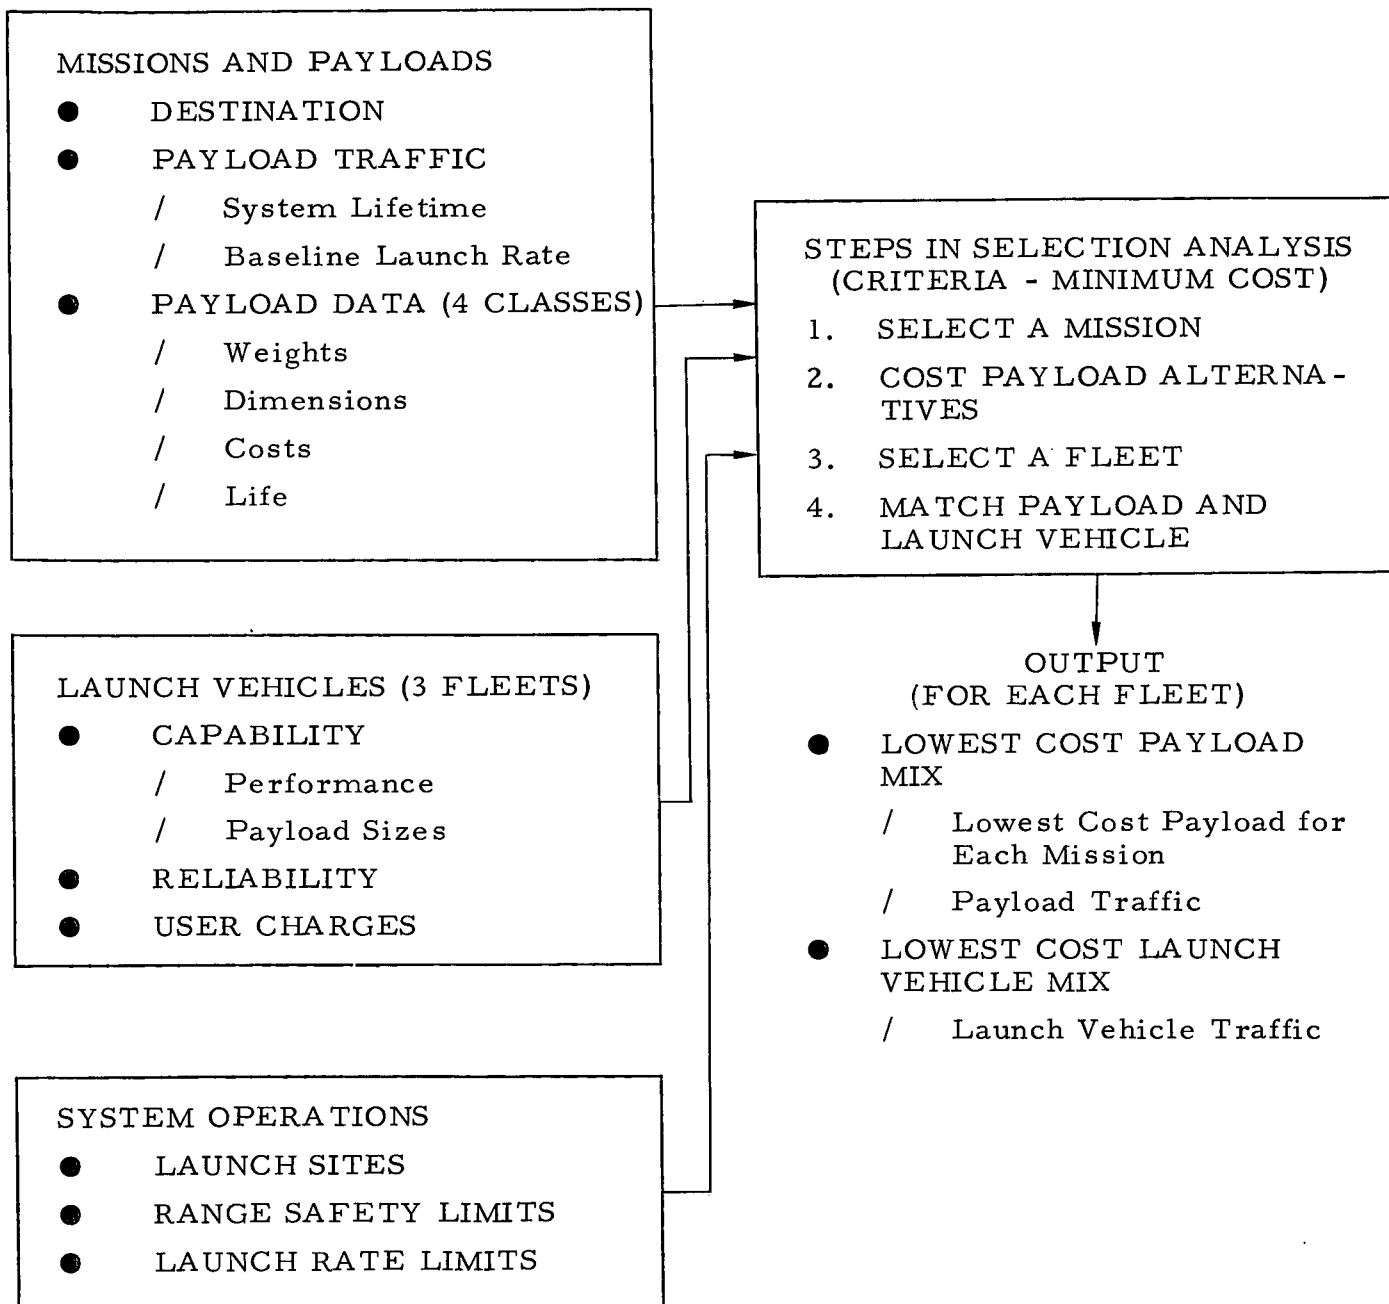 MISSIONS AND PAYLOADS
● DESTINATION
● PAYLOAD TRAFFIC
/ System Lifetime
/ Baseline Launch Rate
● PAYLOAD DATA (4 CLASSES)
/ Weights
/ Dimensions
/ Costs
/ Life
LAUNCH VEHICLES (3 FLEETS)
● CAPABILITY
/ Performance
/ Payload Sizes
● RELIABILITY
● USER CHARGES
SYSTEM OPERATIONS
● LAUNCH SITES
● RANGE SAFETY LIMITS
● LAUNCH RATE LIMITS
STEPS IN SELECTION ANALYSIS
(CRITERIA - MINIMUM COST)
1. SELECT A MISSION
2. COST PAYLOAD ALTERNA-
TIVES
3. SELECT A FLEET
4. MATCH PAYLOAD AND
LAUNCH VEHICLE
OUTPUT
(FOR EACH FLEET)
● LOWEST COST PAYLOAD
MIX
/ Lowest Cost Payload for
Each Mission
/ Payload Traffic
● LOWEST COST LAUNCH
VEHICLE MIX
/ Launch Vehicle Traffic